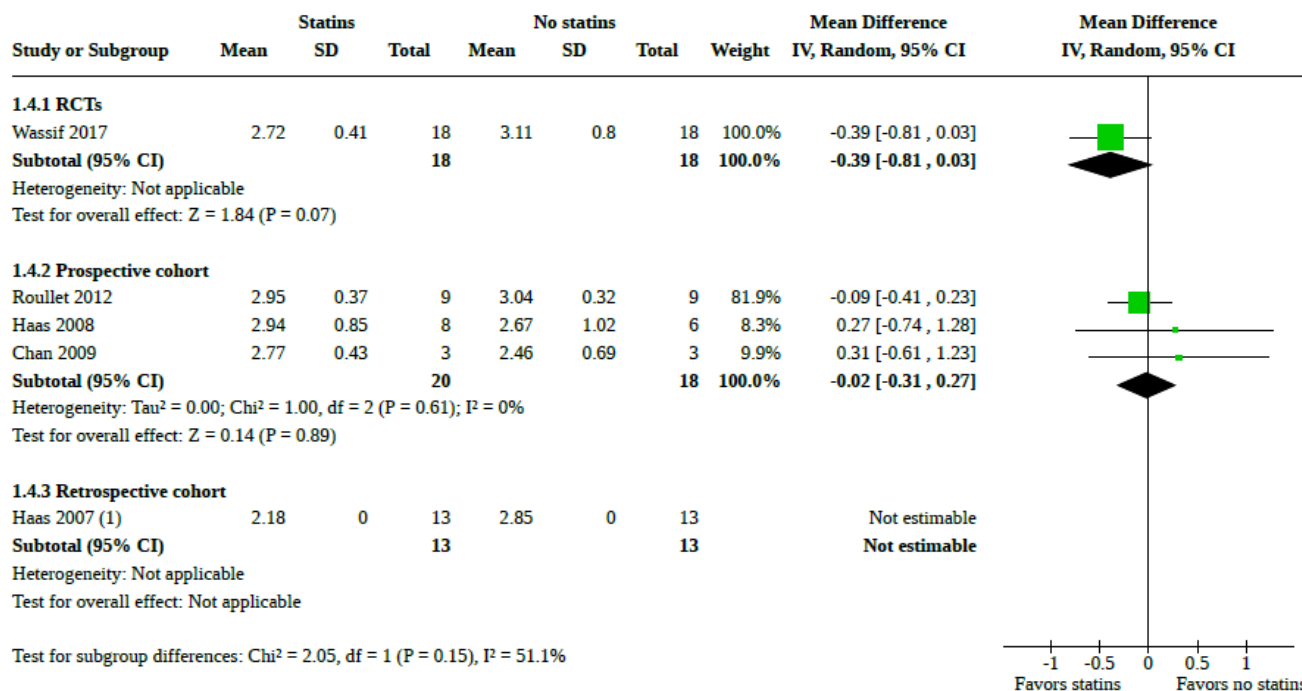 Statins No statins Mean Difference Mean Difference
Study or Subgroup Mean SD Total Mean SD Total Weight IV, Random, 95% CI IV, Random, 95% CI
1.4.1 RCTs
Wassif 2017 2.72 0.41 18 3.11 0.8 18 100.0% -0.39 [-0.81 , 0.03]
Subtotal (95% CI) 18 18 100.0% -0.39 [-0.81 , 0.03]
Heterogeneity: Not applicable
Test for overall effect: Z = 1.84 (P = 0.07)
1.4.2 Prospective cohort
Roullet 2012 2.95 0.37 9 3.04 0.32 9 81.9% -0.09 [-0.41 , 0.23]
Haas 2008 2.94 0.85 8 2.67 1.02 6 8.3% 0.27 [-0.74 , 1.28]
Chan 2009 2.77 0.43 3 2.46 0.69 3 9.9% 0.31 [-0.61 , 1.23]
Subtotal (95% CI) 20 18 100.0% -0.02 [-0.31 , 0.27]
Heterogeneity: Tau² = 0.00; Chi² = 1.00, df = 2 (P = 0.61); I² = 0%
Test for overall effect: Z = 0.14 (P = 0.89)
1.4.3 Retrospective cohort
Haas 2007 (1) 2.18 0 13 2.85 0 13 Not estimable
Subtotal (95% CI) 13 13 Not estimable
Heterogeneity: Not applicable
Test for overall effect: Not applicable
Test for subgroup differences: Chi² = 2.05, df = 1 (P = 0.15), I² = 51.1%
-1 -0.5 0 0.5 1
Favors statins Favors no statins